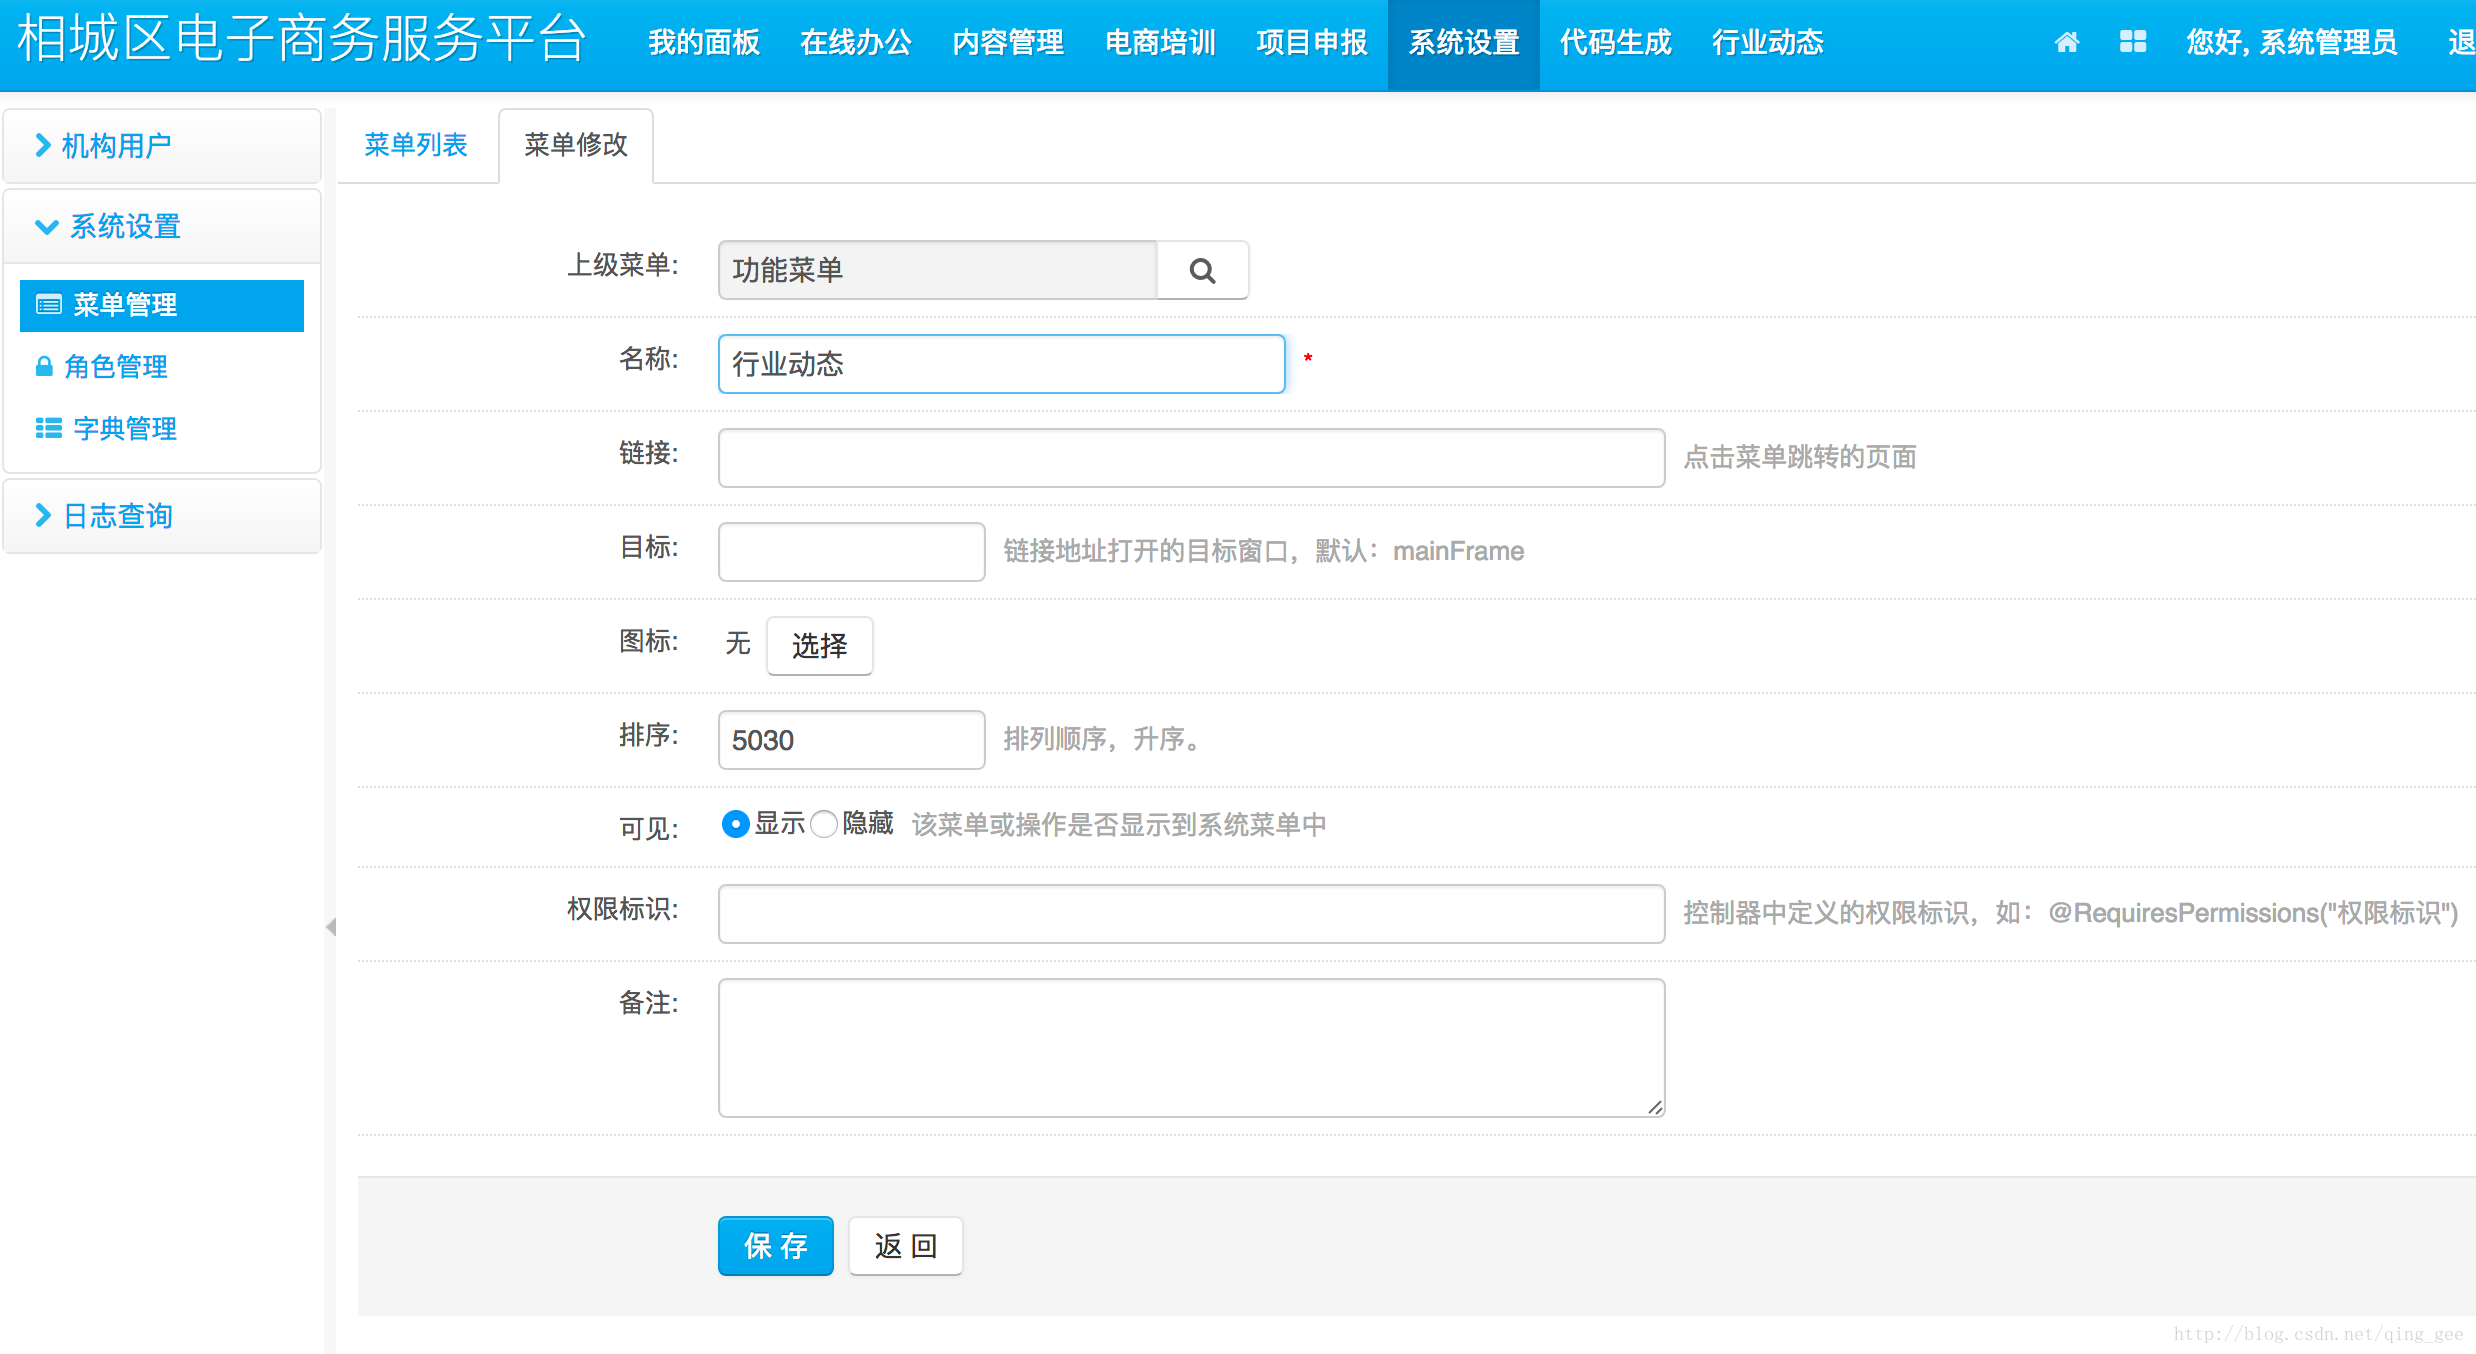 相城区电子商务服务平台 我的面板 在线办公 内容管理 电商培训 项目申报 系统设置 代码生成 行业动态 您好, 系统管理员 退
机构用户
系统设置
菜单管理
角色管理
字典管理
日志查询
菜单列表 菜单修改
上级菜单: 功能菜单
名称: 行业动态 *
链接: 点击菜单跳转的页面
目标: 链接地址打开的目标窗口，默认：mainFrame
图标: 无 选择
排序: 5030 排列顺序，升序。
可见: 显示 隐藏 该菜单或操作是否显示到系统菜单中
权限标识: 控制器中定义的权限标识，如：@RequiresPermissions("权限标识")
备注:
保 存 返 回
http://blog.csdn.net/qing_gee